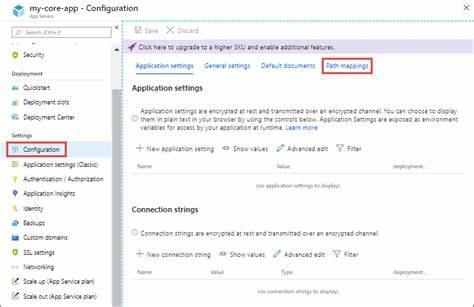 my-core-app - Configuration
App Service
Search (Ctrl+/)
Security
Deployment
Quickstart
Deployment slots
Deployment Center
Settings
Configuration
Application settings (Classic)
Authentication / Authorization
Application Insights
Identity
Backups
Custom domains
SSL settings
Networking
Scale up (App Service plan)
Scale out (App Service plan)
Save
Discard
Click here to upgrade to a higher SKU and enable additional features.
Application settings
General settings
Default documents
Path mappings
Application settings
Application settings are encrypted at rest and transmitted over an encrypted channel. You can choose to display
them in plain text in your browser by using the controls below. Application Settings are exposed as environment
variables for access by your application at runtime. Learn more
New application setting
Show values
Advanced edit
Filter
Name
Value
deployment...
(no application settings to display)
Connection strings
Connection strings are encrypted at rest and transmitted over an encrypted channel.
New connection string
Show values
Advanced edit
Filter
Name
Value
Type
deployment...
(no connection strings to display)